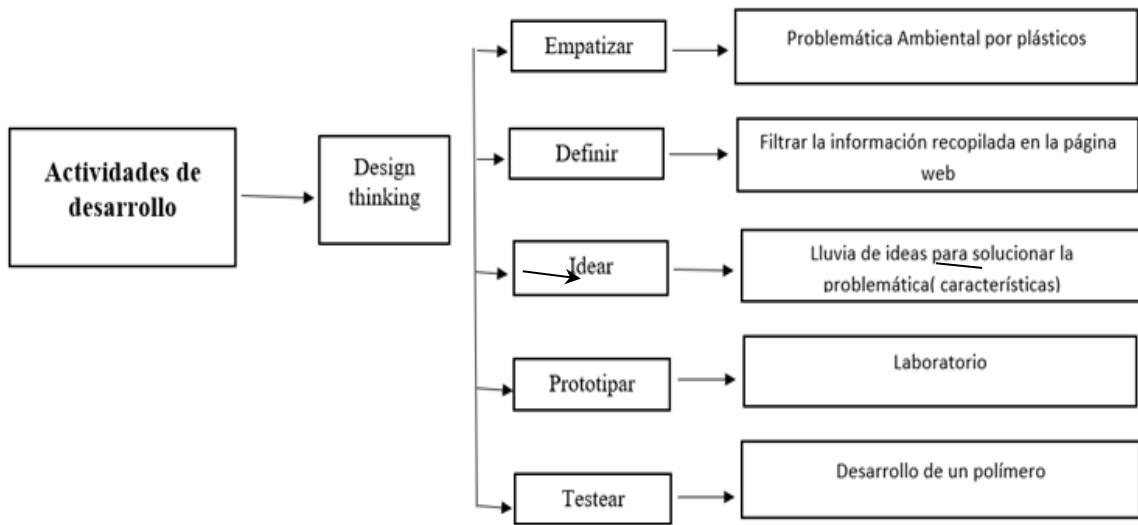 Actividades de
desarrollo
Design
thinking
Empatizar
Problemática Ambiental por plásticos
Definir
Filtrar la información recopilada en la página
web
Idear
Lluvia de ideas para solucionar la
problemática( características)
Prototipar
Laboratorio
Testear
Desarrollo de un polímero